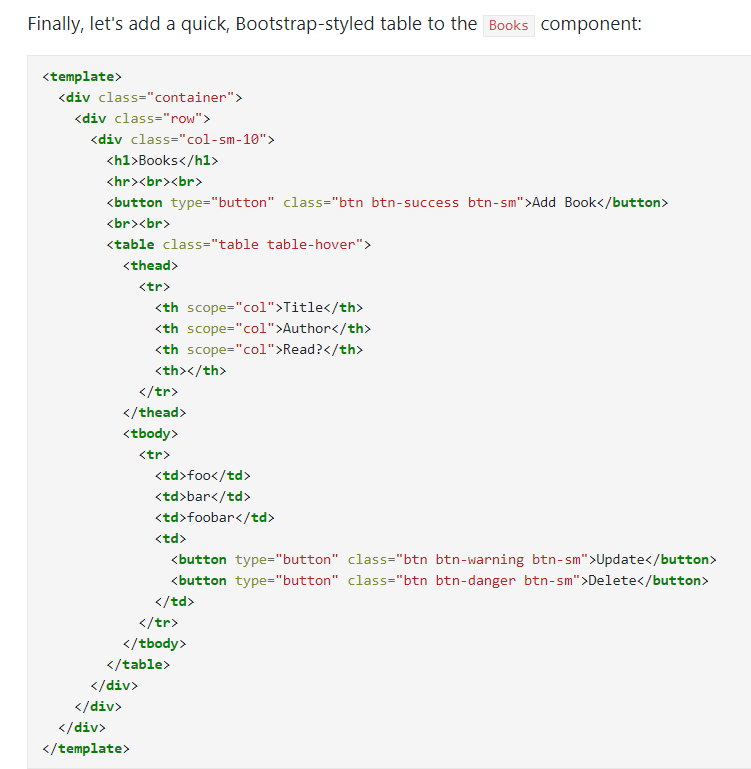 Finally, let's add a quick, Bootstrap-styled table to the Books component:
<template>
  <div class="container">
    <div class="row">
      <div class="col-sm-10">
        <h1>Books</h1>
        <hr><br><br>
        <button type="button" class="btn btn-success btn-sm">Add Book</button>
        <br><br>
        <table class="table table-hover">
          <thead>
            <tr>
              <th scope="col">Title</th>
              <th scope="col">Author</th>
              <th scope="col">Read?</th>
              <th></th>
            </tr>
          </thead>
          <tbody>
            <tr>
              <td>foo</td>
              <td>bar</td>
              <td>foobar</td>
              <td>
                <button type="button" class="btn btn-warning btn-sm">Update</button>
                <button type="button" class="btn btn-danger btn-sm">Delete</button>
              </td>
            </tr>
          </tbody>
        </table>
      </div>
    </div>
  </div>
</template>